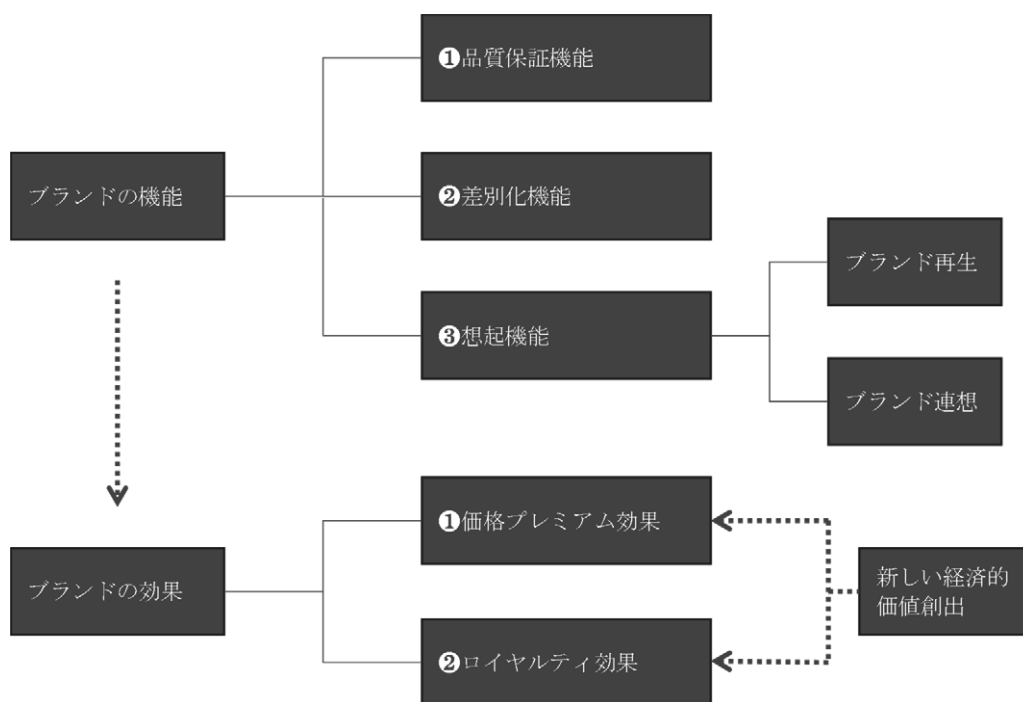 ブランドの機能
❶品質保証機能
❷差別化機能
❸想起機能
ブランド再生
ブランド連想
ブランドの効果
❶価格プレミアム効果
❷ロイヤルティ効果
新しい経済的
価値創出